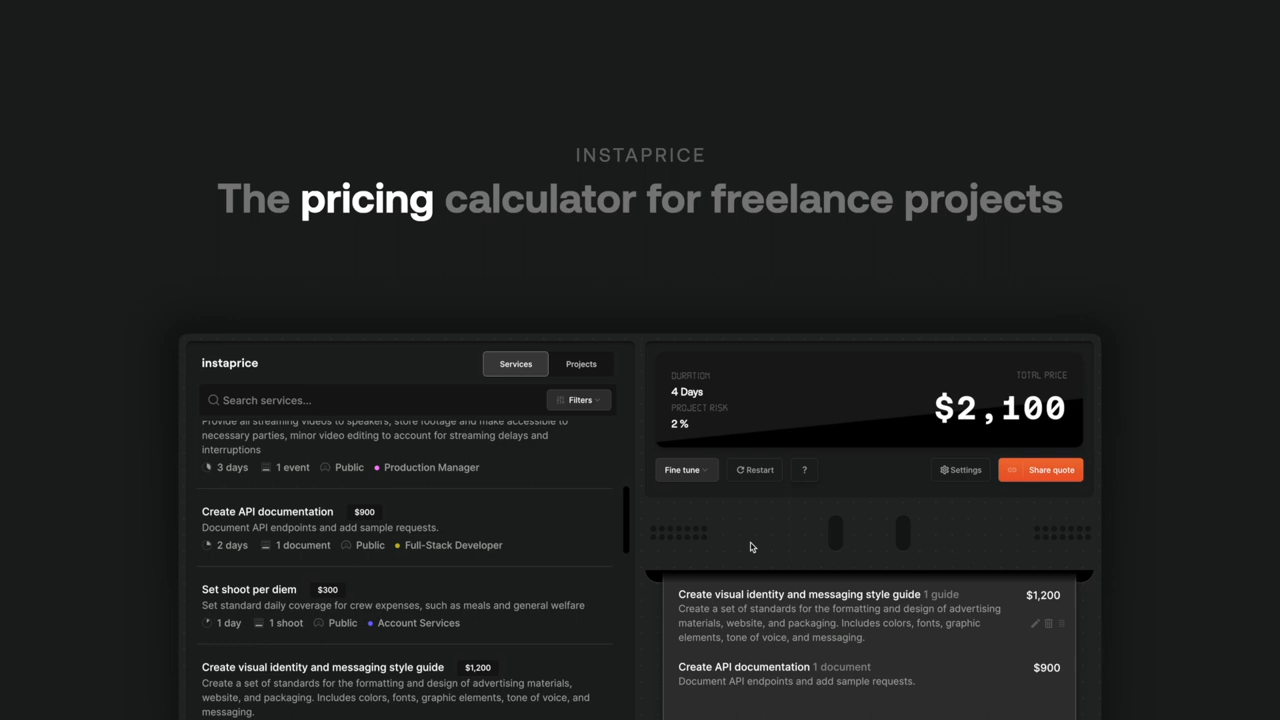 INSTAPRICE
The pricing calculator for freelance projects
instaprice
Services
Projects
Search services...
Filters
Provide all streaming videos to speakers, store footage and make accessible to
necessary parties, minor video editing to account for streaming delays and
interruptions
3 days
1 event
Public
Production Manager
Create API documentation
$900
Document API endpoints and add sample requests.
2 days
1 document
Public
Full-Stack Developer
Set shoot per diem
$300
Set standard daily coverage for crew expenses, such as meals and general welfare
1 day
1 shoot
Public
Account Services
Create visual identity and messaging style guide
$1,200
Create a set of standards for the formatting and design of advertising materials,
website, and packaging. Includes colors, fonts, graphic elements, tone of voice, and
messaging.
DURATION
4 Days
PROJECT RISK
2 %
TOTAL PRICE
$2,100
Fine tune
Restart
?
Settings
Share quote
Create visual identity and messaging style guide 1 guide
$1,200
Create a set of standards for the formatting and design of advertising
materials, website, and packaging. Includes colors, fonts, graphic
elements, tone of voice, and messaging.
Create API documentation 1 document
$900
Document API endpoints and add sample requests.